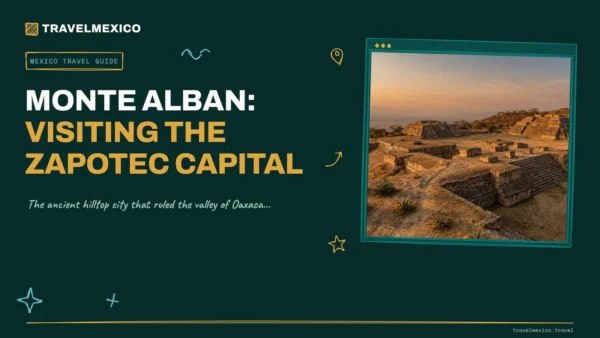 TRAVELMEXICO
MEXICO TRAVEL GUIDE
MONTE ALBAN:
VISITING THE
ZAPOTEC CAPITAL
The ancient hilltop city that ruled the valley of Oaxaca...
travelmexico.travel